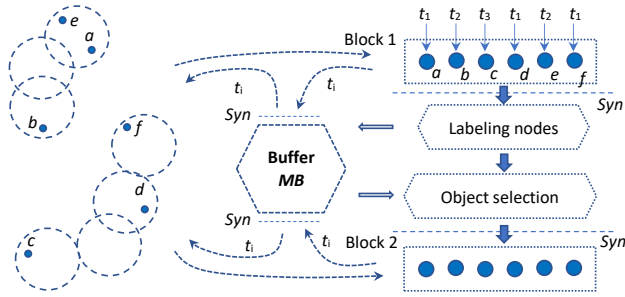 e
a
b
f
d
c
Block 1
t1 t2 t3 t1 t2 t1
a b c d e f
ti ti
Syn
Syn
Labeling nodes
Buffer
MB
Object selection
Syn
Syn
ti ti
Block 2